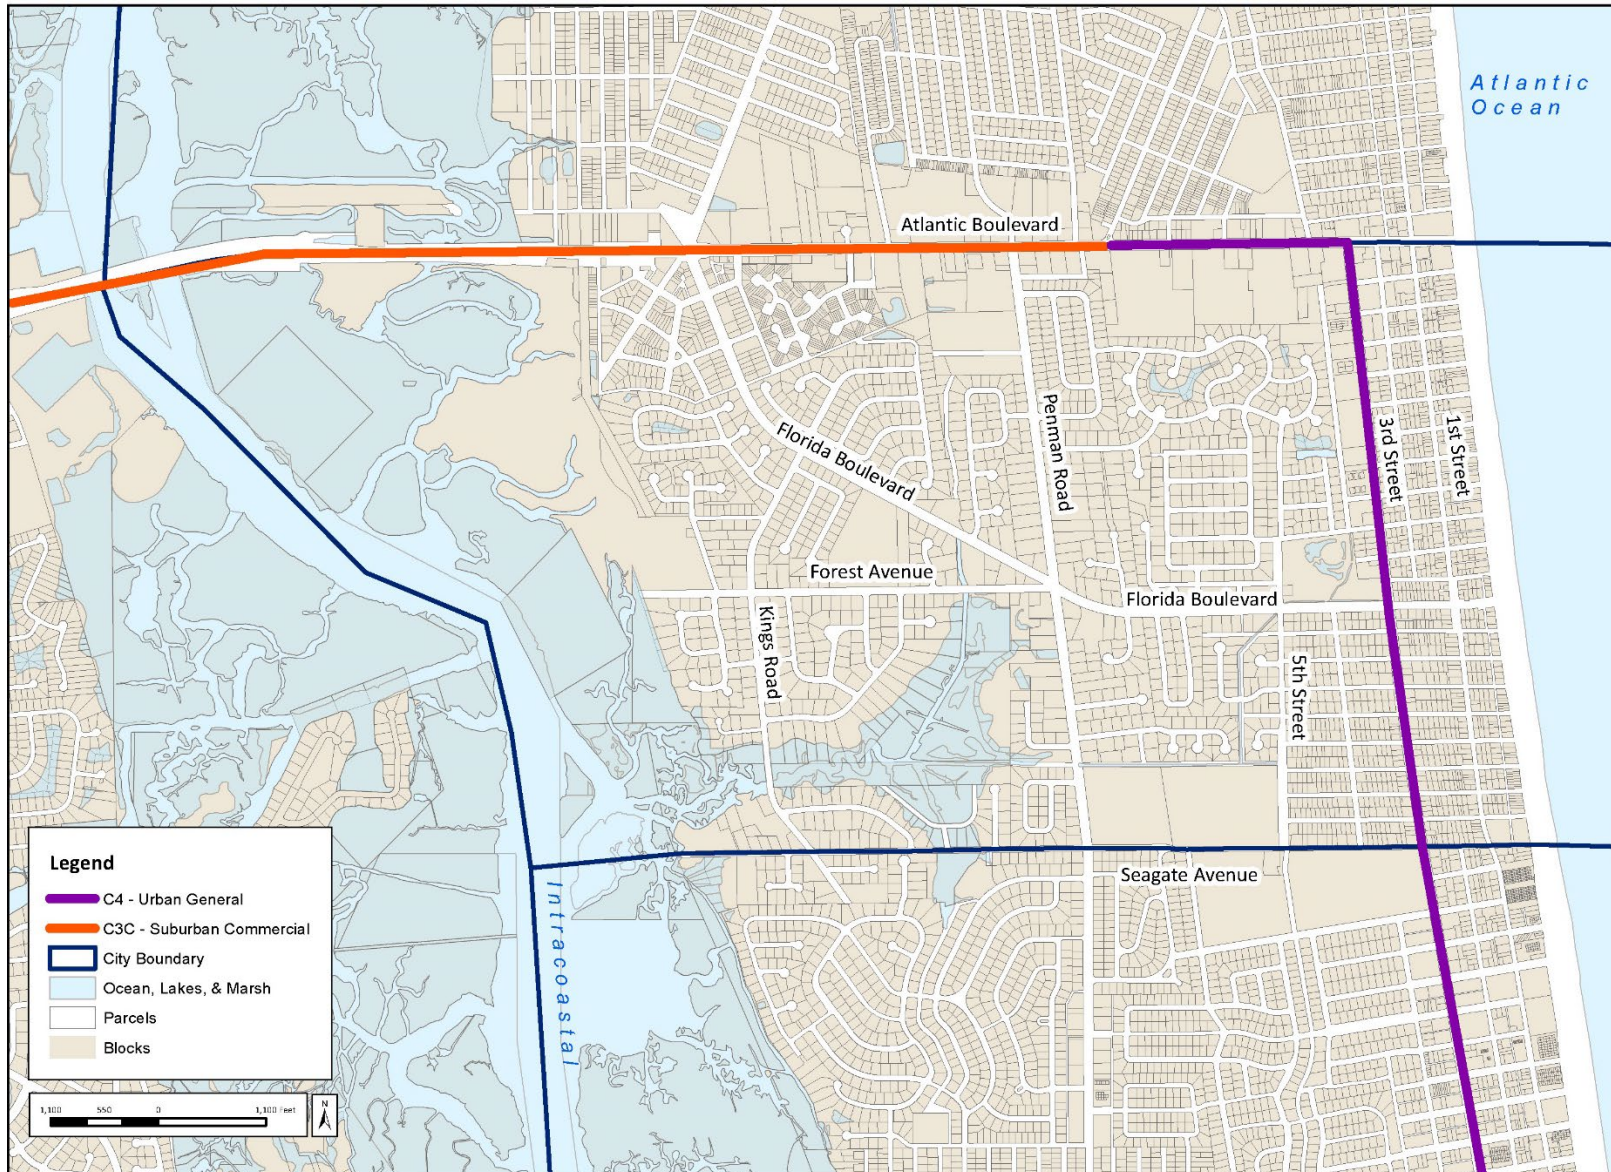 Atlantic
Ocean
Atlantic Boulevard
Florida Boulevard
Penman Road
3rd Street
1st Street
Forest Avenue
Florida Boulevard
Kings Road
5th Street
Seagate Avenue
Intracoastal
Legend
C4 - Urban General
C3C - Suburban Commercial
City Boundary
Ocean, Lakes, & Marsh
Parcels
Blocks
1,100 550 0 1,100 Feet
N